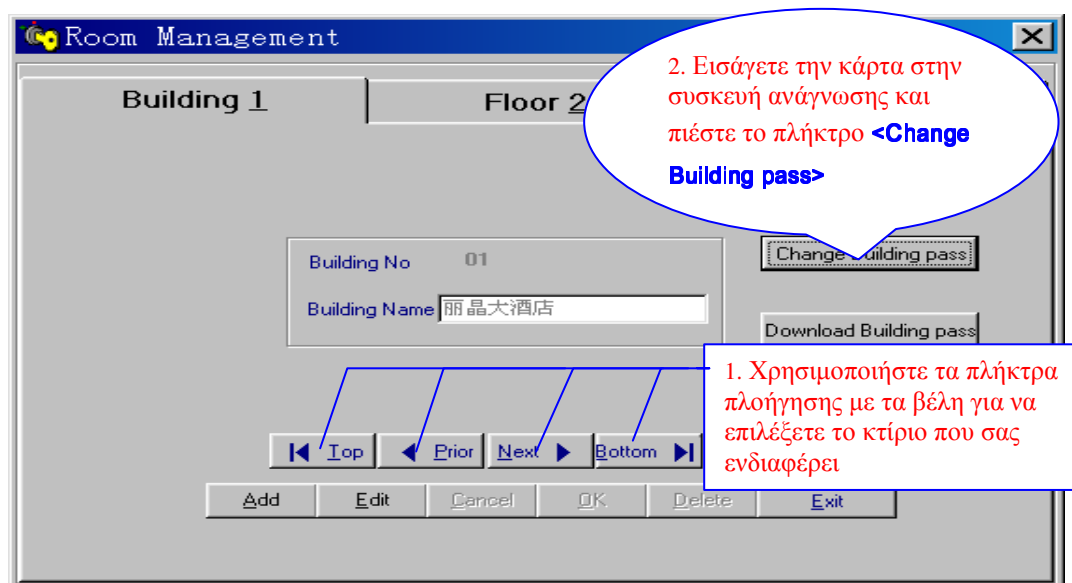 Room Management
Building 1
Floor 2
2. Εισάγετε την κάρτα στην
συσκευή ανάγνωσης και
πιέστε το πλήκτρο <Change
Building pass>
Building No 01
Building Name 丽晶大酒店
Change Building pass
Download Building pass
1. Χρησιμοποιήστε τα πλήκτρα
πλοήγησης με τα βέλη για να
επιλέξετε το κτίριο που σας
ενδιαφέρει
Top Prior Next Bottom
Add Edit Cancel OK Delete Exit